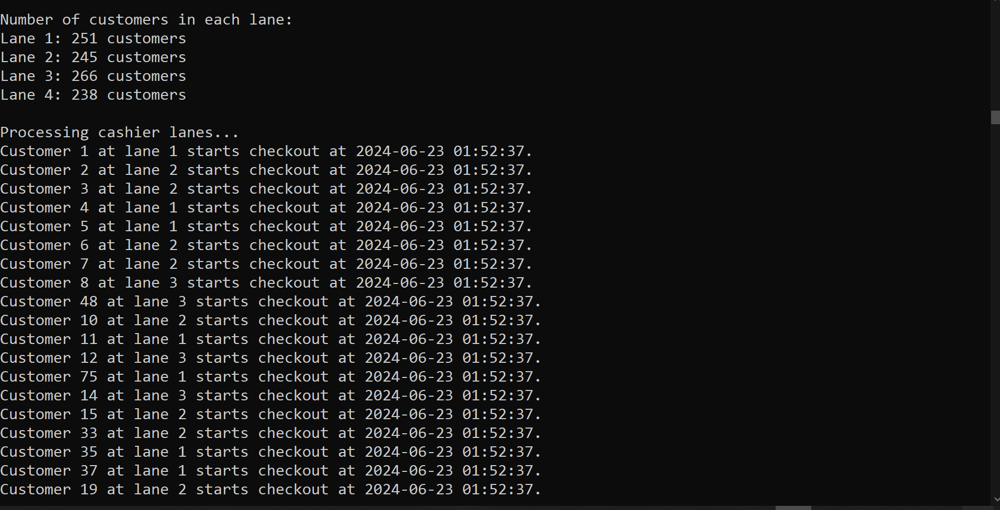 Number of customers in each lane:
Lane 1: 251 customers
Lane 2: 245 customers
Lane 3: 266 customers
Lane 4: 238 customers
Processing cashier lanes...
Customer 1 at lane 1 starts checkout at 2024-06-23 01:52:37.
Customer 2 at lane 2 starts checkout at 2024-06-23 01:52:37.
Customer 3 at lane 2 starts checkout at 2024-06-23 01:52:37.
Customer 4 at lane 1 starts checkout at 2024-06-23 01:52:37.
Customer 5 at lane 1 starts checkout at 2024-06-23 01:52:37.
Customer 6 at lane 2 starts checkout at 2024-06-23 01:52:37.
Customer 7 at lane 2 starts checkout at 2024-06-23 01:52:37.
Customer 8 at lane 3 starts checkout at 2024-06-23 01:52:37.
Customer 48 at lane 3 starts checkout at 2024-06-23 01:52:37.
Customer 10 at lane 2 starts checkout at 2024-06-23 01:52:37.
Customer 11 at lane 1 starts checkout at 2024-06-23 01:52:37.
Customer 12 at lane 3 starts checkout at 2024-06-23 01:52:37.
Customer 75 at lane 1 starts checkout at 2024-06-23 01:52:37.
Customer 14 at lane 3 starts checkout at 2024-06-23 01:52:37.
Customer 15 at lane 2 starts checkout at 2024-06-23 01:52:37.
Customer 33 at lane 2 starts checkout at 2024-06-23 01:52:37.
Customer 35 at lane 1 starts checkout at 2024-06-23 01:52:37.
Customer 37 at lane 1 starts checkout at 2024-06-23 01:52:37.
Customer 19 at lane 2 starts checkout at 2024-06-23 01:52:37.